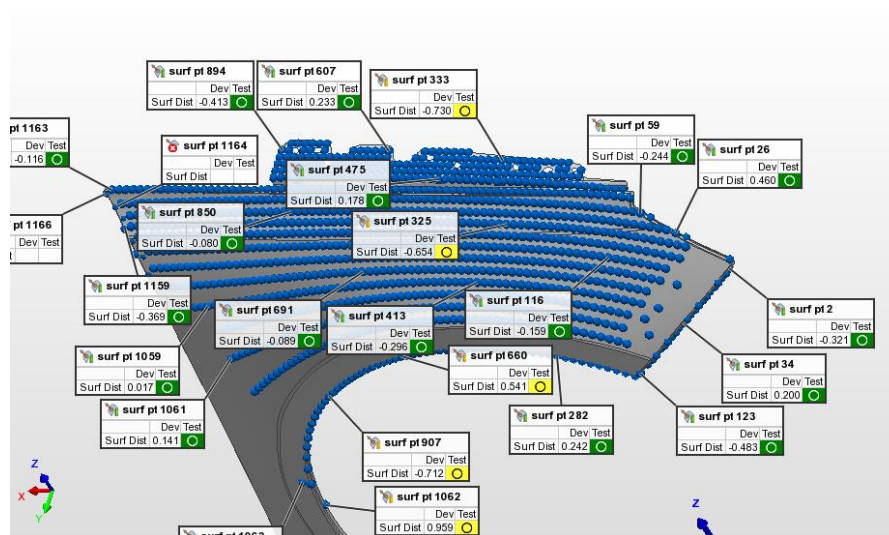 surf pt 894
Dev Test
Surf Dist -0.413
surf pt 607
Dev Test
Surf Dist 0.233
surf pt 333
Dev Test
Surf Dist -0.730
pt 1163
Dev Test
-0.116
surf pt 1164
Dev Test
Surf Dist
surf pt 59
Dev Test
Surf Dist -0.244
surf pt 26
Dev Test
Surf Dist 0.460
surf pt 475
Dev Test
Surf Dist 0.178
pt 1166
Dev Test
surf pt 850
Dev Test
Surf Dist -0.080
surf pt 325
Dev Test
Surf Dist -0.654
surf pt 1159
Dev Test
Surf Dist -0.369
surf pt 691
Dev Test
Surf Dist -0.089
surf pt 413
Dev Test
Surf Dist -0.296
surf pt 116
Dev Test
Surf Dist -0.159
surf pt 2
Dev Test
Surf Dist -0.321
surf pt 1059
Dev Test
Surf Dist 0.017
surf pt 660
Dev Test
Surf Dist 0.541
surf pt 34
Dev Test
Surf Dist 0.200
surf pt 1061
Dev Test
Surf Dist 0.141
surf pt 282
Dev Test
Surf Dist 0.242
surf pt 123
Dev Test
Surf Dist -0.483
surf pt 907
Dev Test
Surf Dist -0.712
surf pt 1062
Dev Test
Surf Dist 0.959
Z
X
Y
Z